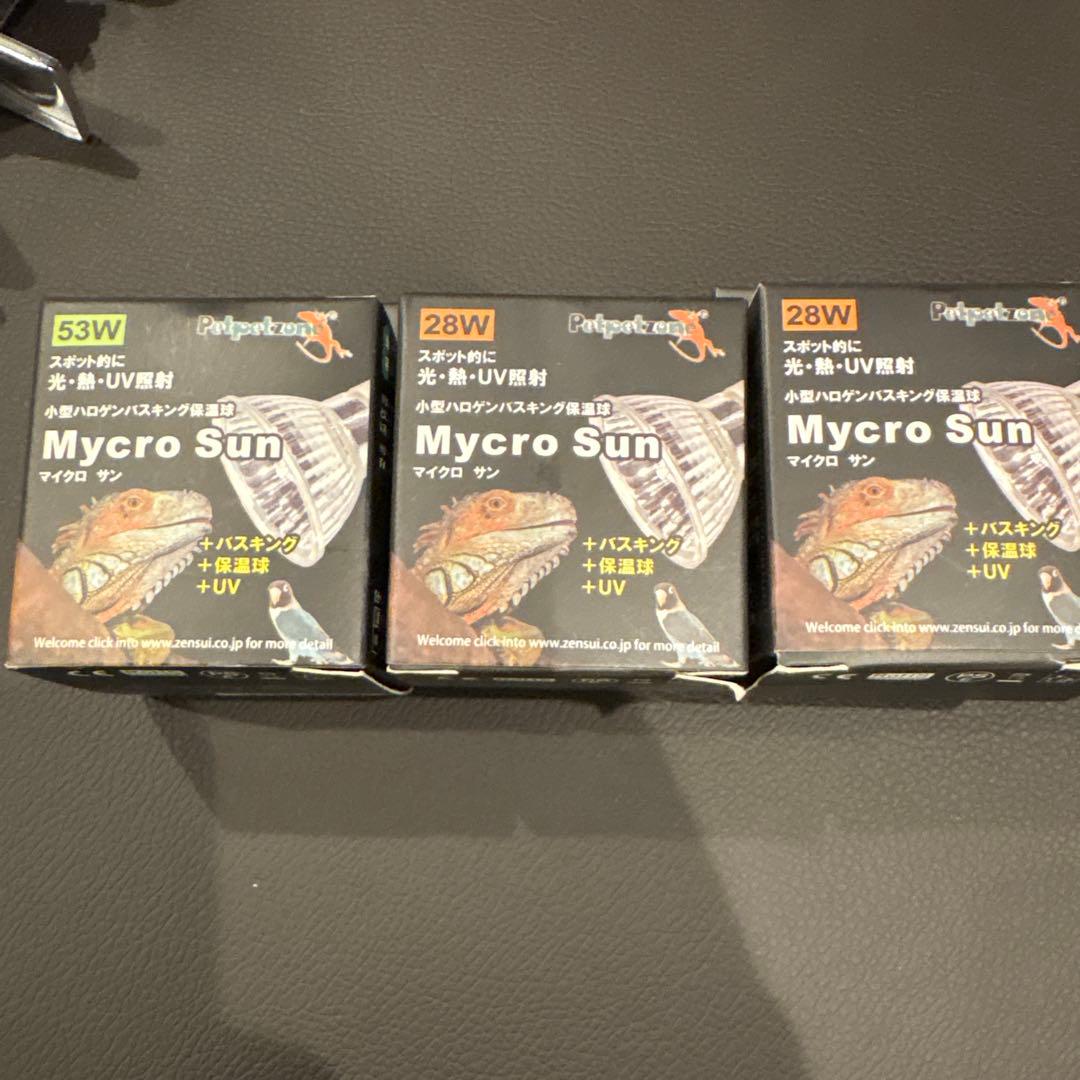 53W
Petpetzone
スポット的に
光・熱・UV照射
小型ハロゲンバスキング保温球
Mycro Sun
マイクロ サン
+バスキング
+保温球
+UV
Welcome click into www.zensui.co.jp for more detail
28W
Petpetzone
スポット的に
光・熱・UV照射
小型ハロゲンバスキング保温球
Mycro Sun
マイクロ サン
+バスキング
+保温球
+UV
Welcome click into www.zensui.co.jp for more detail
28W
Petpetzone
スポット的に
光・熱・UV照射
小型ハロゲンバスキング保温球
Mycro Sun
マイクロ サン
+バスキング
+保温球
+UV
Welcome click into www.zensui.co.jp for more